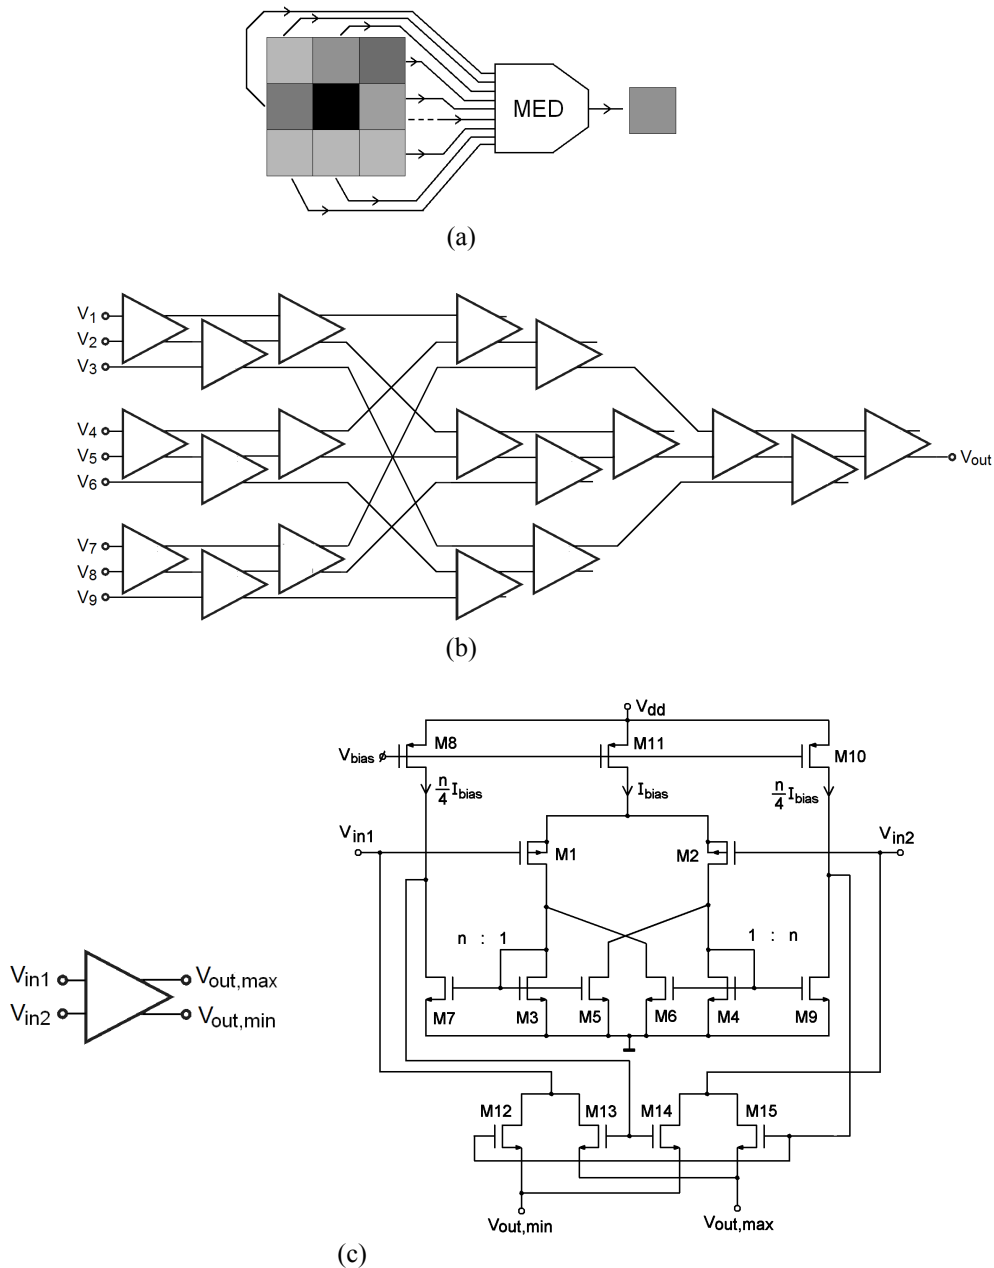 MED
(a)
V1
V2
V3
V4
V5
V6
V7
V8
V9
Vout
(b)
Vdd
Vbias
M8
M11
M10
n/4 Ibias
Ibias
n/4 Ibias
Vin1
Vin2
M1
M2
n : 1
1 : n
M7
M3
M5
M6
M4
M9
Vin1
Vout,max
Vin2
Vout,min
M12
M13
M14
M15
Vout,min
Vout,max
(c)